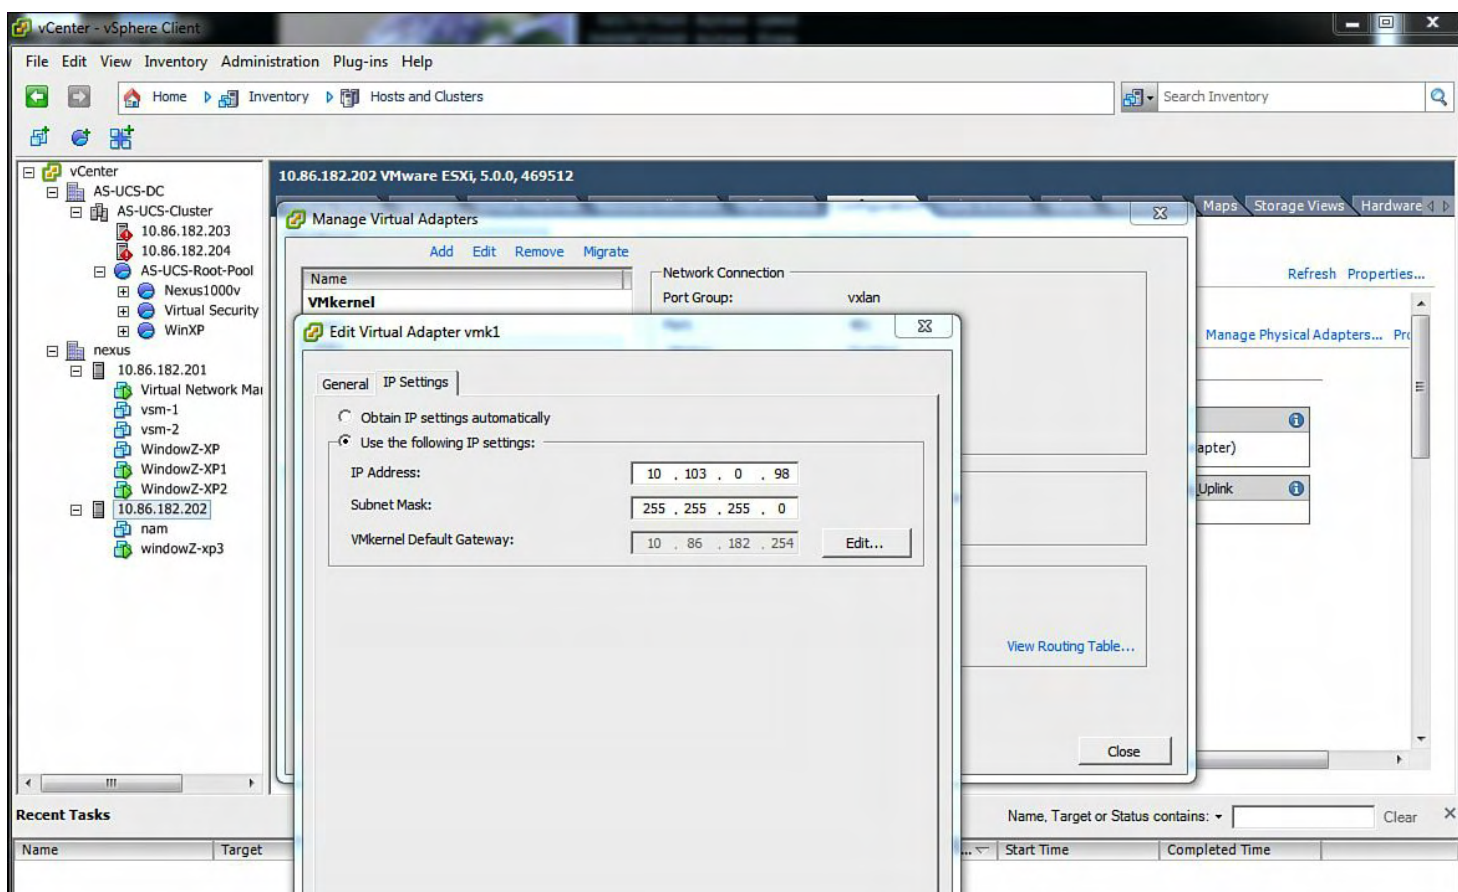 vCenter - vSphere Client
File Edit View Inventory Administration Plug-ins Help
Home Inventory Hosts and Clusters
Search Inventory
vCenter
AS-UCS-DC
AS-UCS-Cluster
10.86.182.203
10.86.182.204
AS-UCS-Root-Pool
Nexus1000v
Virtual Security
WinXP
nexus
10.86.182.201
Virtual Network Ma
vsm-1
vsm-2
WindowZ-XP
WindowZ-XP1
WindowZ-XP2
10.86.182.202
nam
windowZ-xp3
10.86.182.202 VMware ESXi, 5.0.0, 469512
Maps Storage Views Hardware
Refresh Properties...
Manage Physical Adapters... Pro
apter)
Uplink
Manage Virtual Adapters
Add Edit Remove Migrate
Name
VMkernel
Network Connection
Port Group: vxlan
View Routing Table...
Close
Edit Virtual Adapter vmk1
General IP Settings
Obtain IP settings automatically
Use the following IP settings:
IP Address: 10 . 103 . 0 . 98
Subnet Mask: 255 . 255 . 255 . 0
VMkernel Default Gateway: 10 . 86 . 182 . 254 Edit...
Recent Tasks
Name, Target or Status contains: Clear
Name Target ... Start Time Completed Time